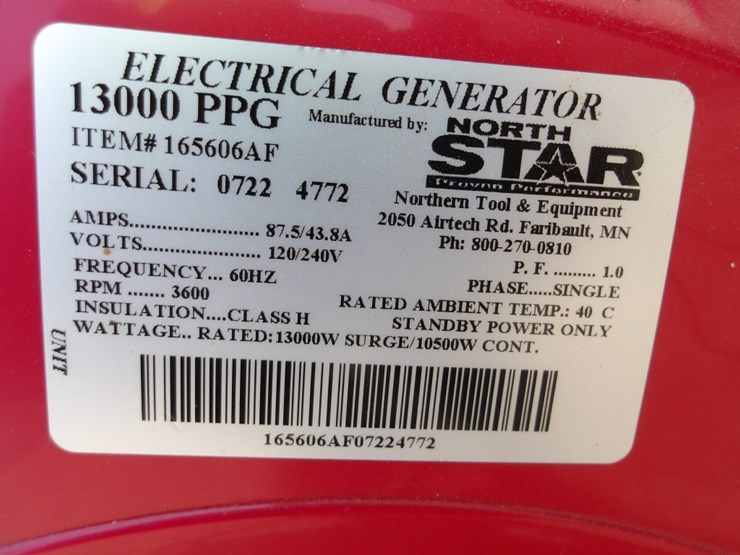 ELECTRICAL GENERATOR
13000 PPG
Manufactured by:
NORTH
STAR
Proven Performance
ITEM# 165606AF
SERIAL: 0722 4772
Northern Tool & Equipment
2050 Airtech Rd. Faribault, MN
Ph: 800-270-0810
AMPS........................ 87.5/43.8A
VOLTS...................... 120/240V
FREQUENCY... 60HZ
RPM ....... 3600
INSULATION....CLASS H
P. F. ......... 1.0
PHASE.....SINGLE
RATED AMBIENT TEMP.: 40 C
STANDBY POWER ONLY
WATTAGE.. RATED:13000W SURGE/10500W CONT.
UNIT
165606AF07224772